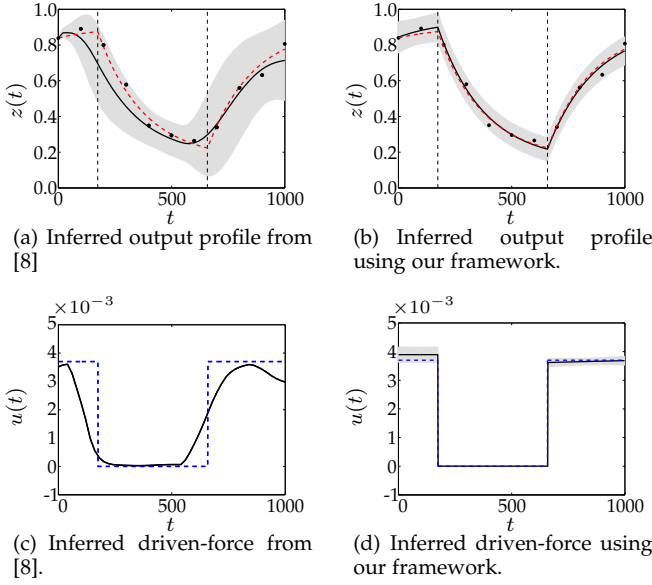 1.0
0.8
0.6
0.4
0.2
0.0
z(t)
0 500 1000
t
(a) Inferred output profile from
[8]
1.0
0.8
0.6
0.4
0.2
0.0
z(t)
0 500 1000
t
(b) Inferred output profile
using our framework.
×10⁻³
5
4
3
2
1
0
-1
u(t)
0 500 1000
t
(c) Inferred driven-force from
[8].
×10⁻³
5
4
3
2
1
0
-1
u(t)
0 500 1000
t
(d) Inferred driven-force using
our framework.